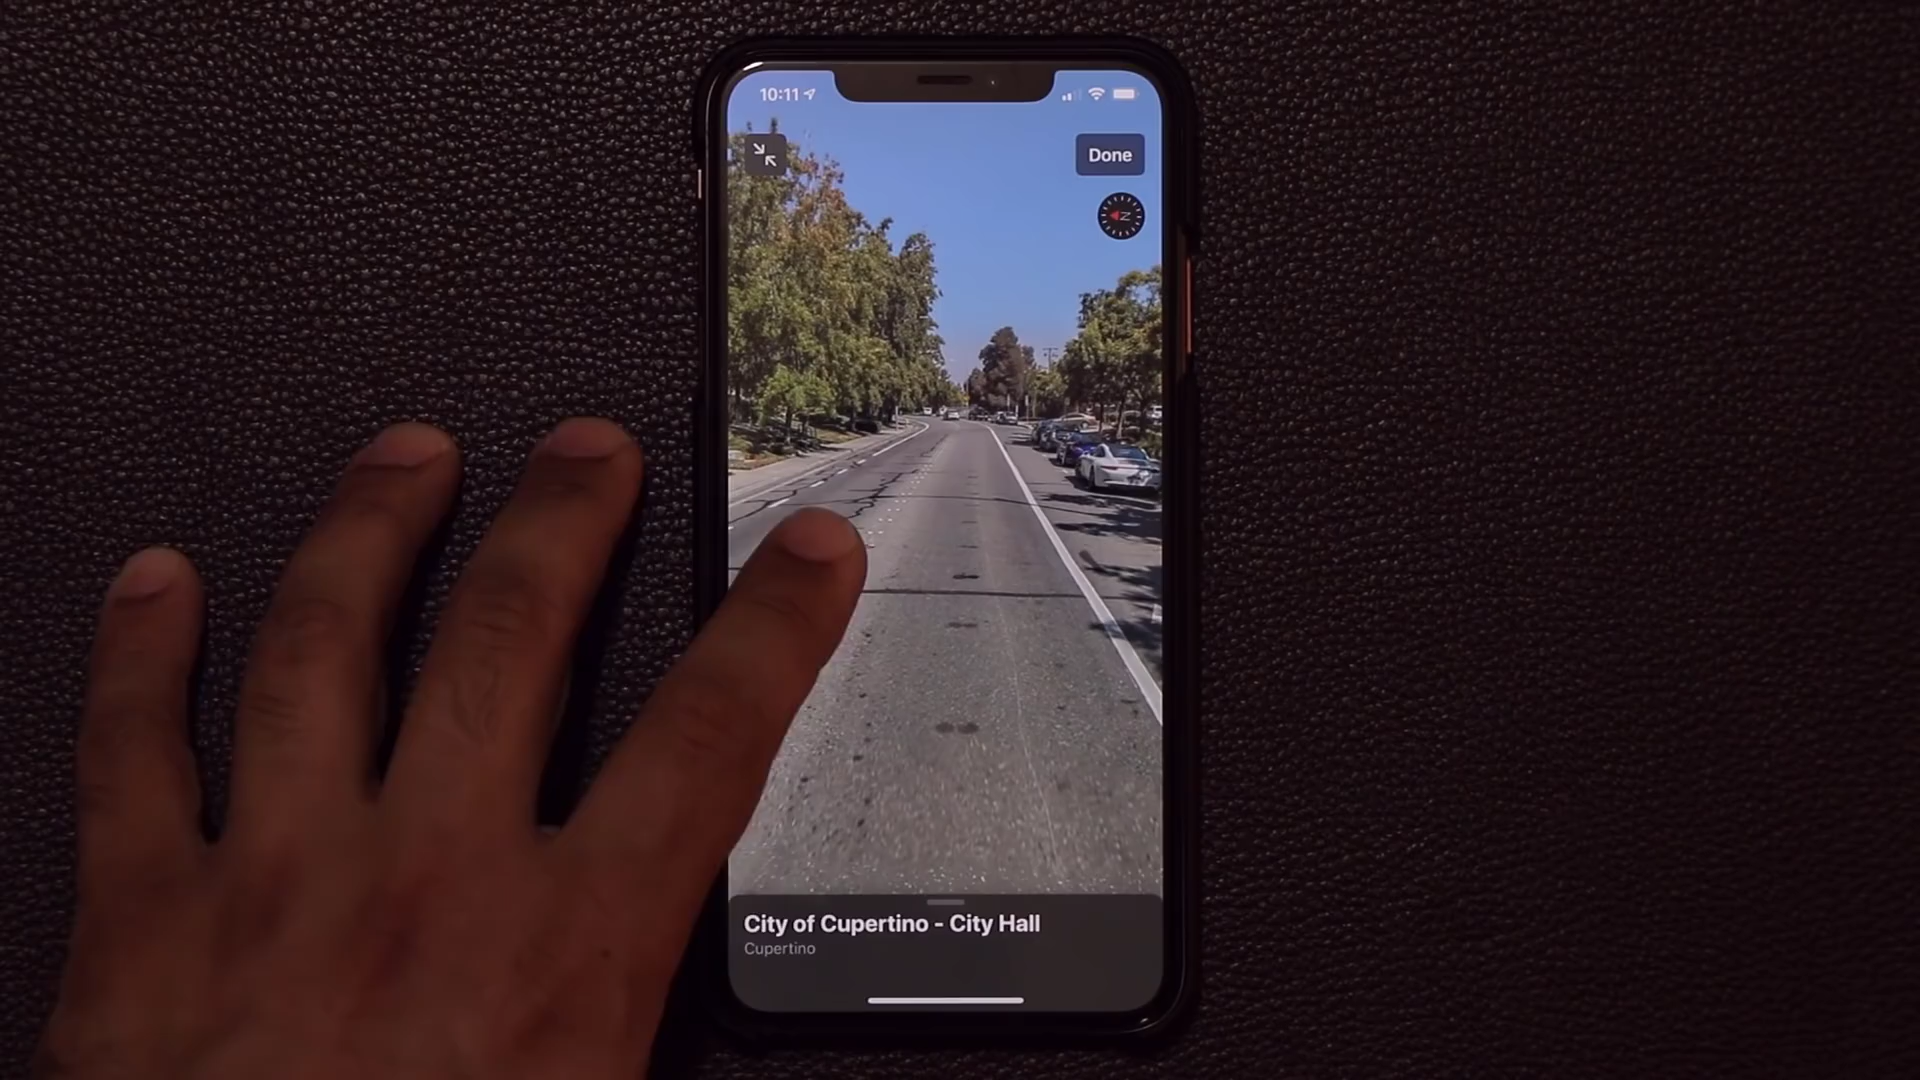 10:11
Done
N
City of Cupertino - City Hall
Cupertino